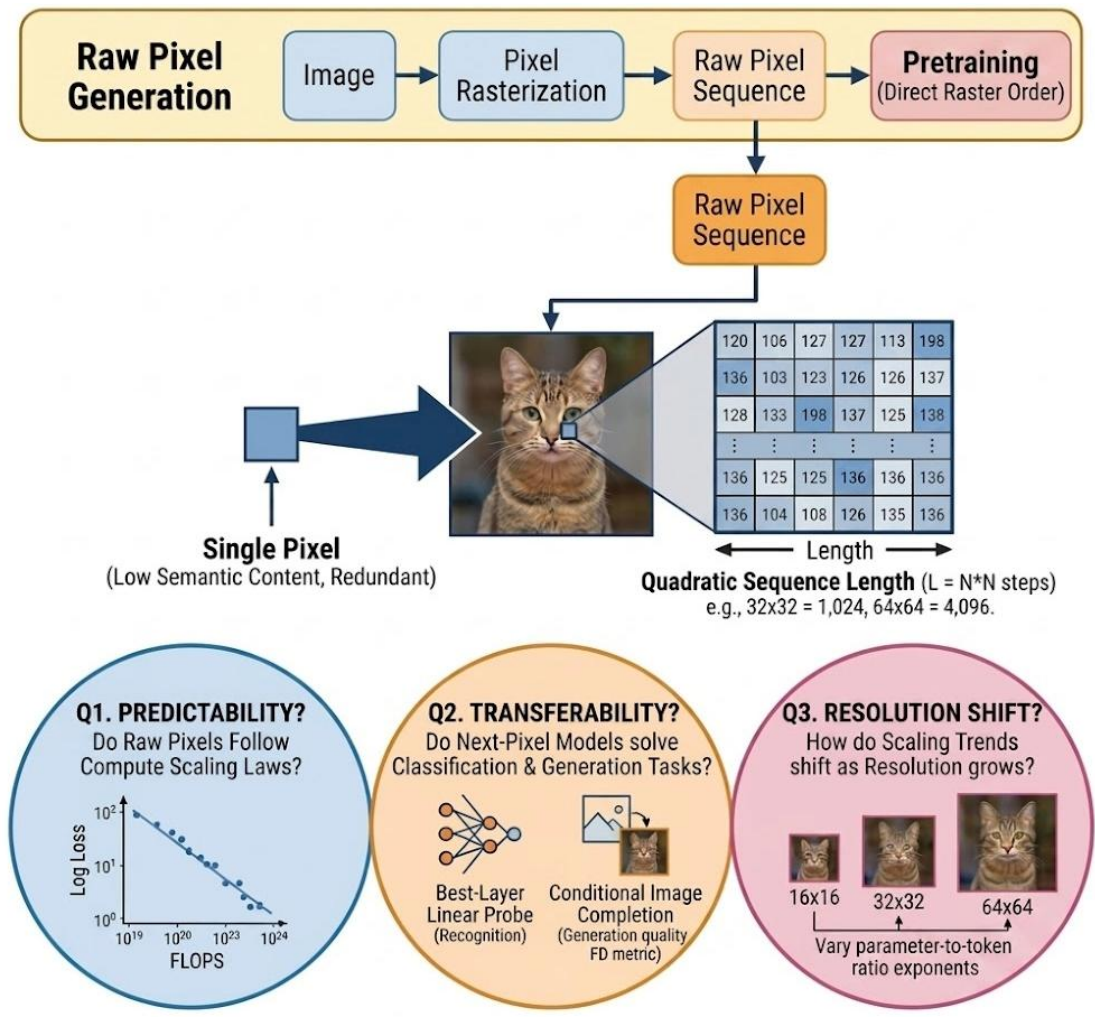 Raw Pixel
Generation
Image
Pixel
Rasterization
Raw Pixel
Sequence
Pretraining
(Direct Raster Order)
Raw Pixel
Sequence
120 106 127 127 113 198
136 103 123 126 126 137
128 133 198 137 125 138
⋮ ⋮ ⋮ ⋮ ⋮ ⋮
136 125 125 136 136 136
136 104 108 126 135 136
Single Pixel
(Low Semantic Content, Redundant)
Length
Quadratic Sequence Length (L = N*N steps)
e.g., 32x32 = 1,024, 64x64 = 4,096.
Q1. PREDICTABILITY?
Do Raw Pixels Follow
Compute Scaling Laws?
Log Loss
10²
10¹
10⁰
10¹⁹ 10²⁰ 10²³ 10²⁴
FLOPS
Q2. TRANSFERABILITY?
Do Next-Pixel Models solve
Classification & Generation Tasks?
Best-Layer
Linear Probe
(Recognition)
Conditional Image
Completion
(Generation quality
FD metric)
Q3. RESOLUTION SHIFT?
How do Scaling Trends
shift as Resolution grows?
16x16
32x32
64x64
Vary parameter-to-token
ratio exponents